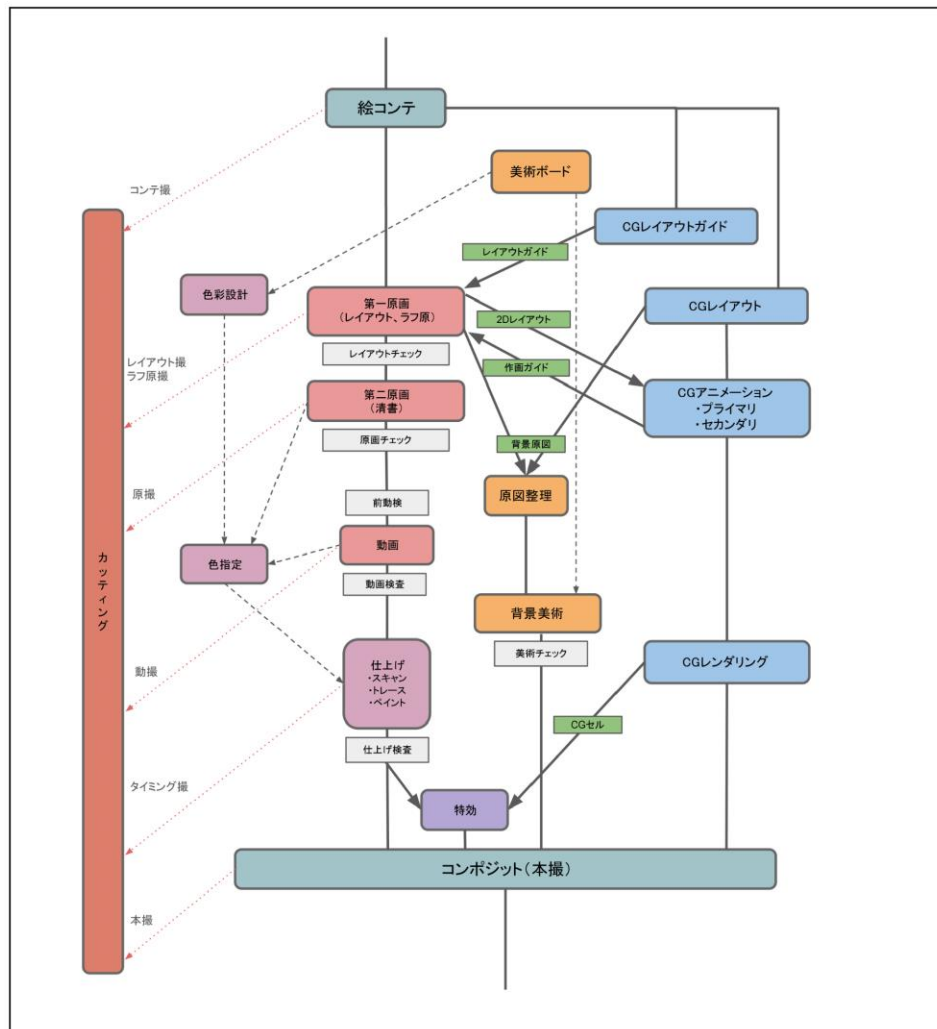 絵コンテ
美術ボード
コンテ撮
CGレイアウトガイド
レイアウトガイド
色彩設計
第一原画
(レイアウト、ラフ原)
2Dレイアウト
CGレイアウト
レイアウトチェック
レイアウト撮
ラフ原撮
作画ガイド
第二原画
(清書)
CGアニメーション
・プライマリ
・セカンダリ
原画チェック
背景原図
原撮
前動検
原図整理
カッティング
色指定
動画
動画検査
背景美術
美術チェック
動撮
仕上げ
・スキャン
・トレース
・ペイント
CGレンダリング
CGセル
仕上げ検査
タイミング撮
特効
コンポジット(本撮)
本撮